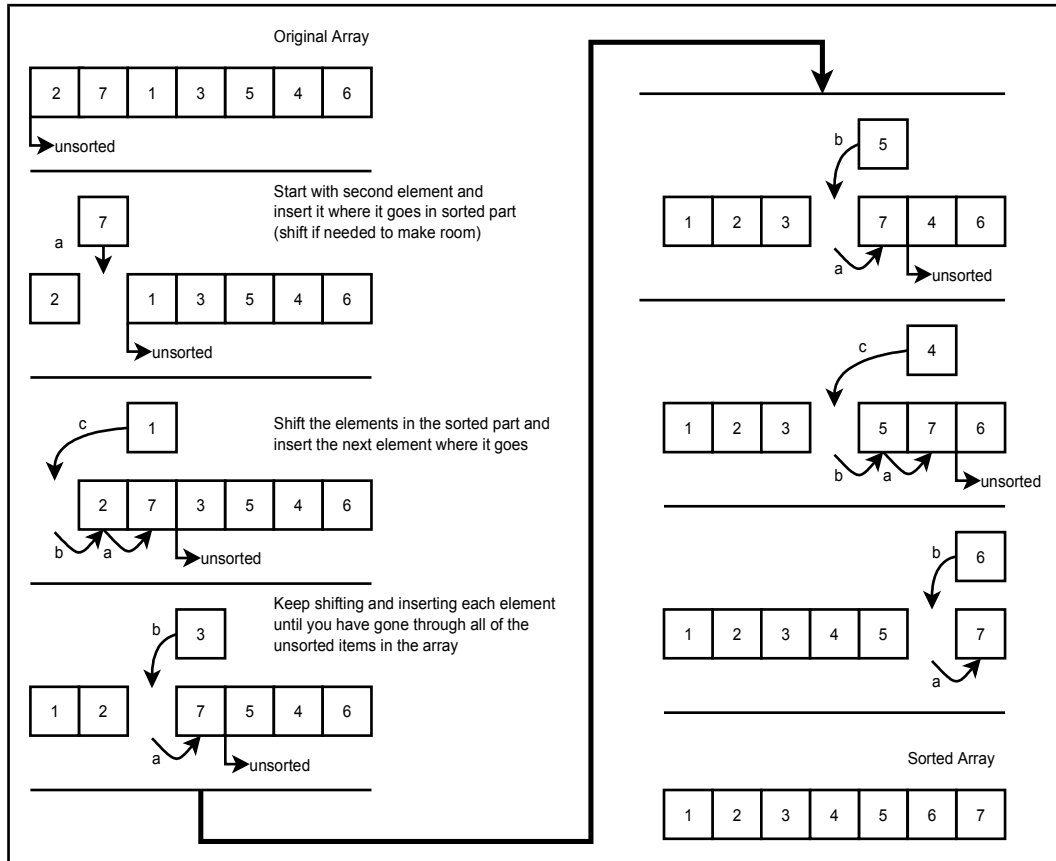 Original Array
2 7 1 3 5 4 6
unsorted
7
Start with second element and
insert it where it goes in sorted part
(shift if needed to make room)
a
2 1 3 5 4 6
unsorted
c
1
Shift the elements in the sorted part and
insert the next element where it goes
2 7 3 5 4 6
b a
unsorted
b
3
Keep shifting and inserting each element
until you have gone through all of the
unsorted items in the array
1 2 7 5 4 6
a
unsorted
b
5
1 2 3 7 4 6
a
unsorted
c
4
1 2 3 5 7 6
b a
unsorted
b
6
1 2 3 4 5 7
a
Sorted Array
1 2 3 4 5 6 7